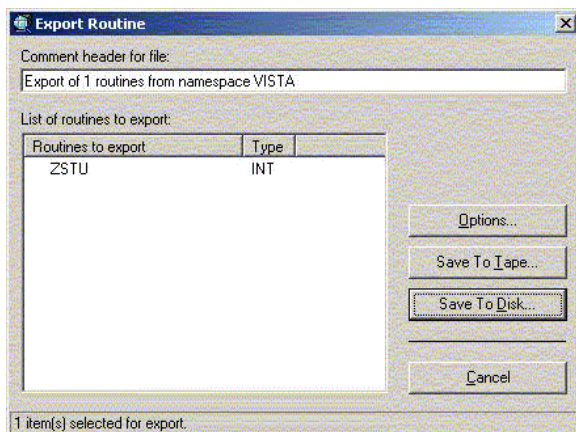 Export Routine
Comment header for file:
Export of 1 routines from namespace VISTA
List of routines to export:
Routines to export Type
ZSTU INT
Options...
Save To Tape...
Save To Disk...
Cancel
1 item(s) selected for export.